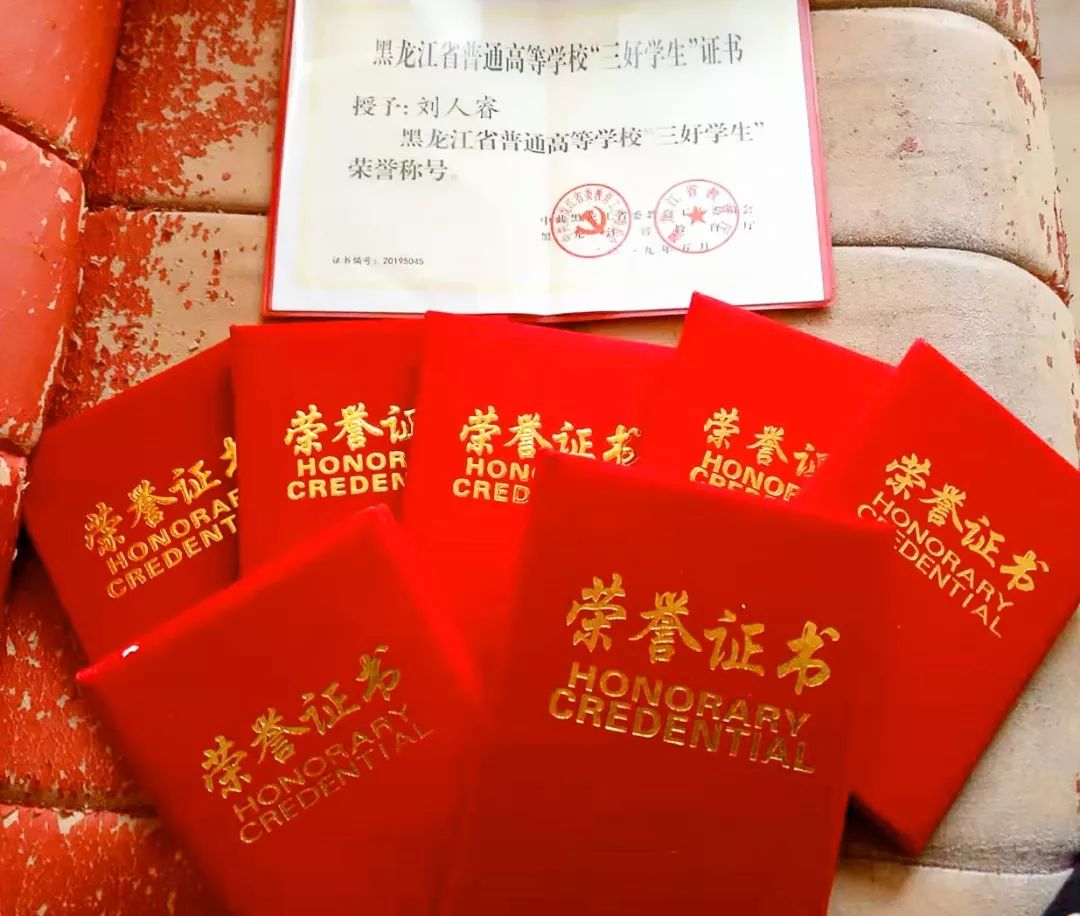 黑龙江省普通高等学校“三好学生”证书
授予:刘人睿
黑龙江省普通高等学校“三好学生”
荣誉称号。
证书编号:20195045
荣誉证书
HONORARY
CREDENTIAL
荣誉证
HONOR
CREDEN
荣誉证书
HONO
CRED
荣誉证
HONORARY
CREDENT
荣誉证书
HONORARY
CREDENTIAL
荣誉证书
HONORARY
CREDENTIAL
荣誉证书
HONORARY
CREDENTIAL